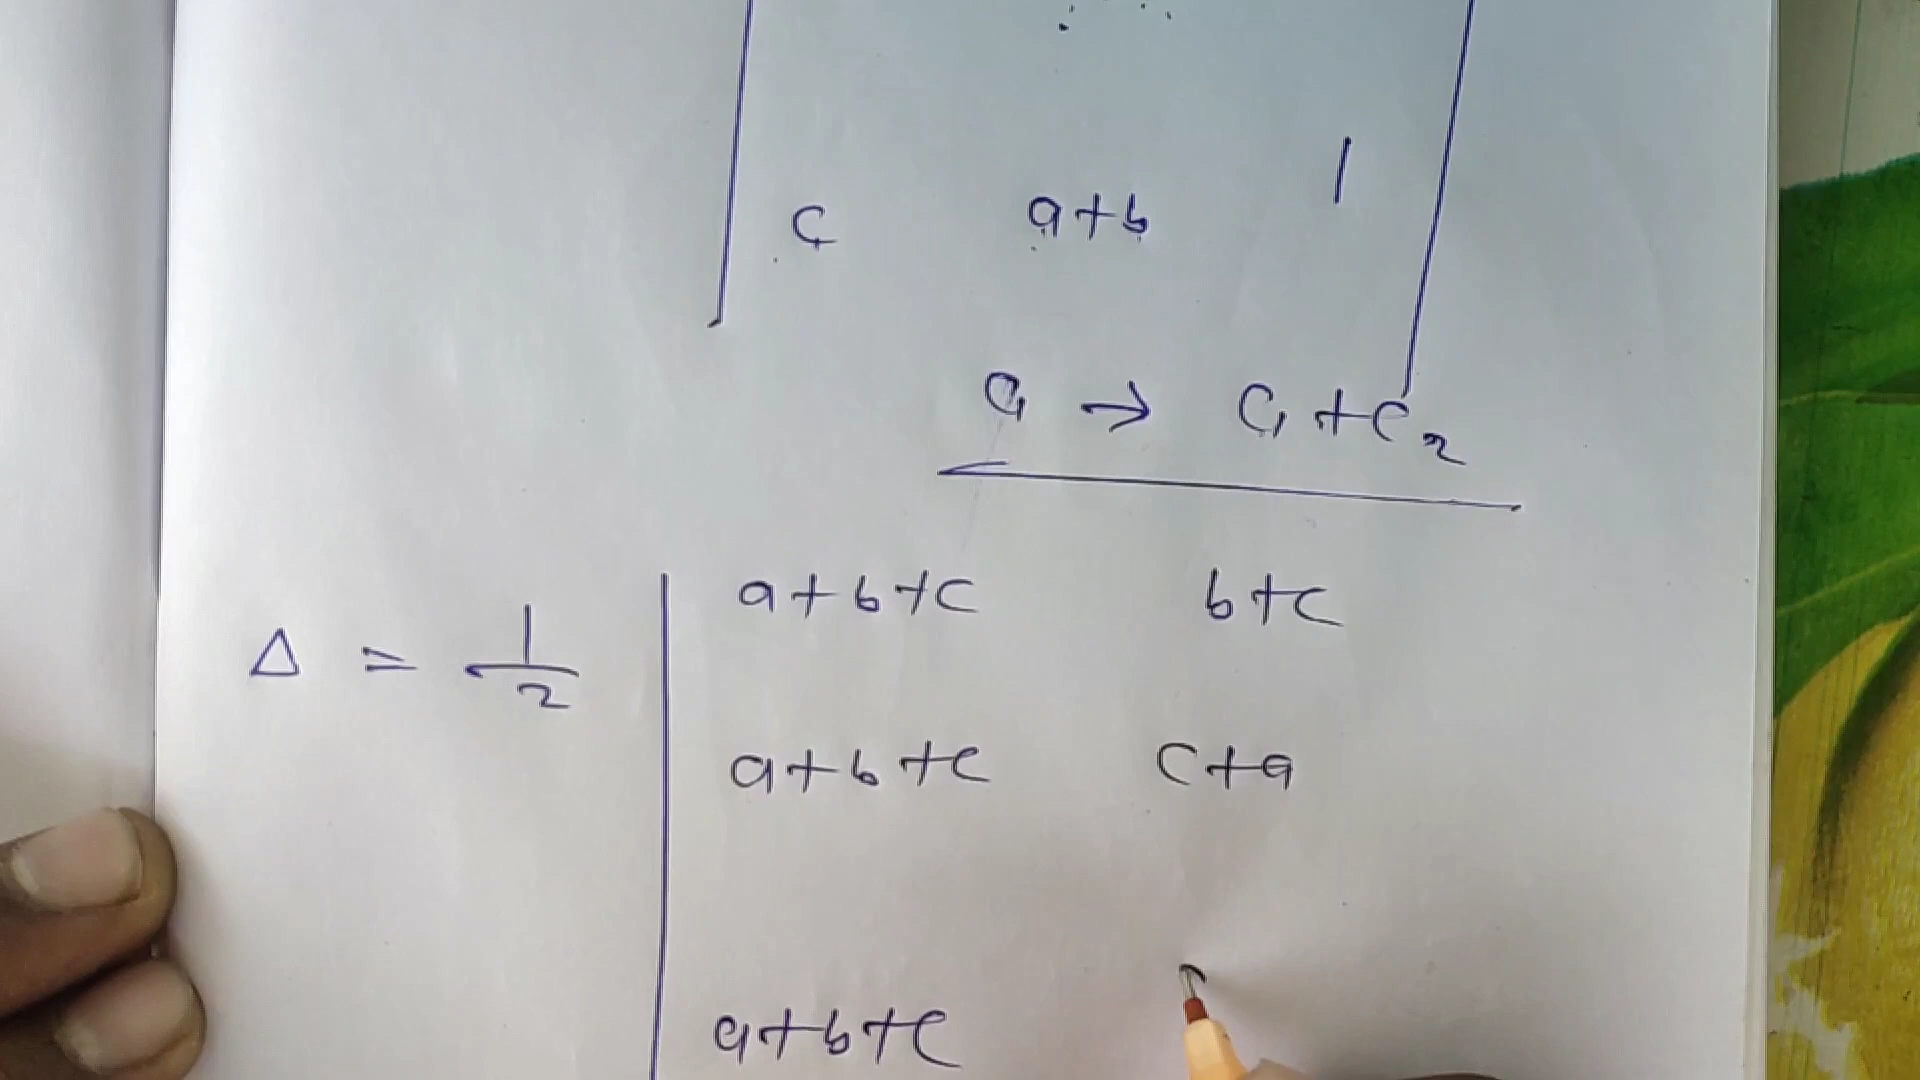 c a+b 1
C₁ → C₁+C₂
Δ = 1/2 | a+b+c b+c
a+b+c c+a
a+b+c